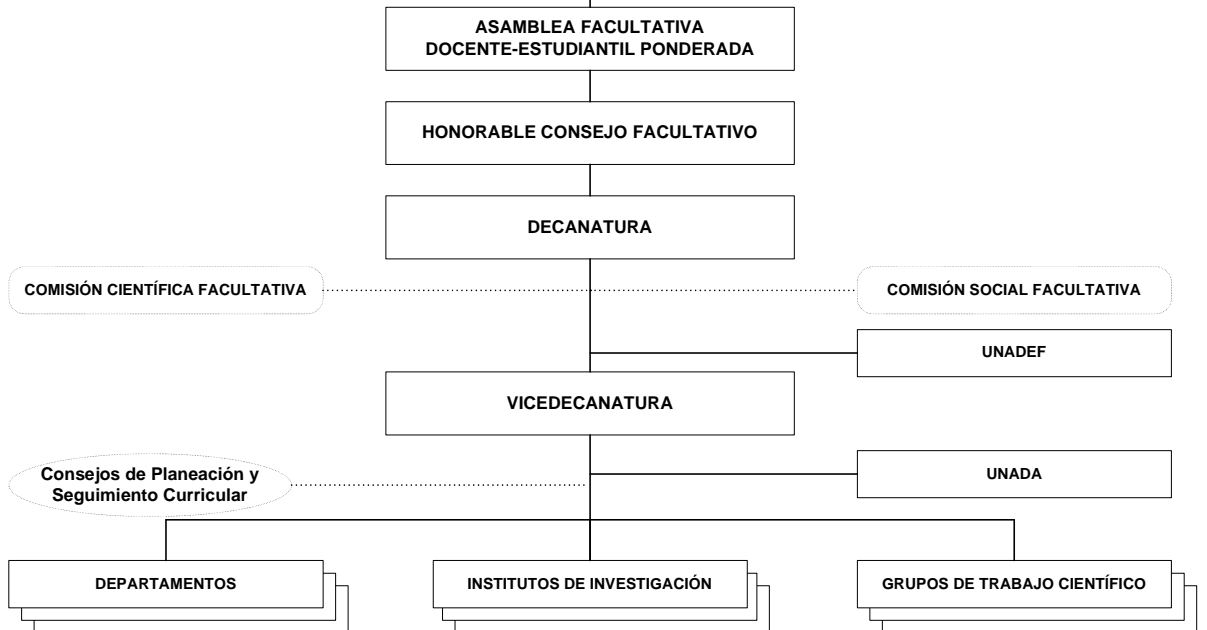 ASAMBLEA FACULTATIVA
DOCENTE-ESTUDIANTIL PONDERADA
HONORABLE CONSEJO FACULTATIVO
DECANATURA
COMISIÓN CIENTÍFICA FACULTATIVA
COMISIÓN SOCIAL FACULTATIVA
UNADEF
VICEDECANATURA
Consejos de Planeación y
Seguimiento Curricular
UNADA
DEPARTAMENTOS
INSTITUTOS DE INVESTIGACIÓN
GRUPOS DE TRABAJO CIENTÍFICO